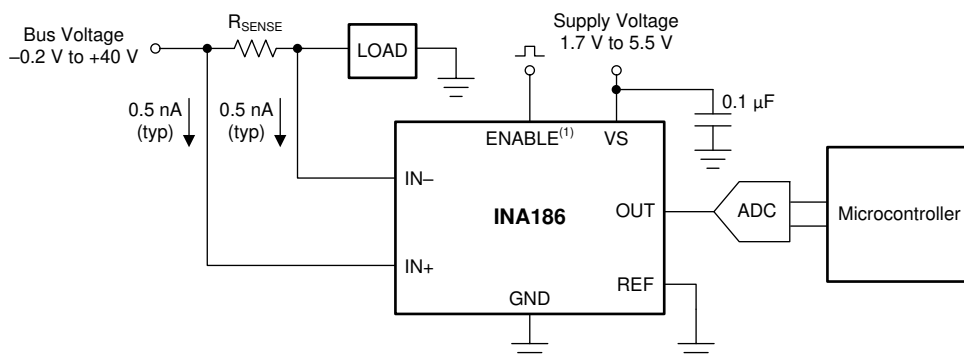 Bus Voltage
–0.2 V to +40 V
RSENSE
LOAD
Supply Voltage
1.7 V to 5.5 V
0.5 nA
(typ)
0.5 nA
(typ)
0.1 µF
ENABLE(1)
VS
IN–
INA186
OUT
ADC
Microcontroller
IN+
REF
GND